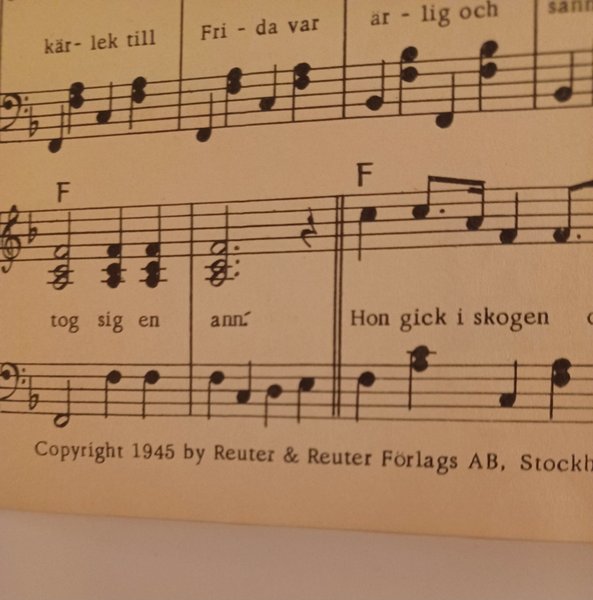 kär- lek till Fri - da var är - lig och sann
F F
tog sig en ann: Hon gick i skogen
Copyright 1945 by Reuter & Reuter Förlags AB, Stockh